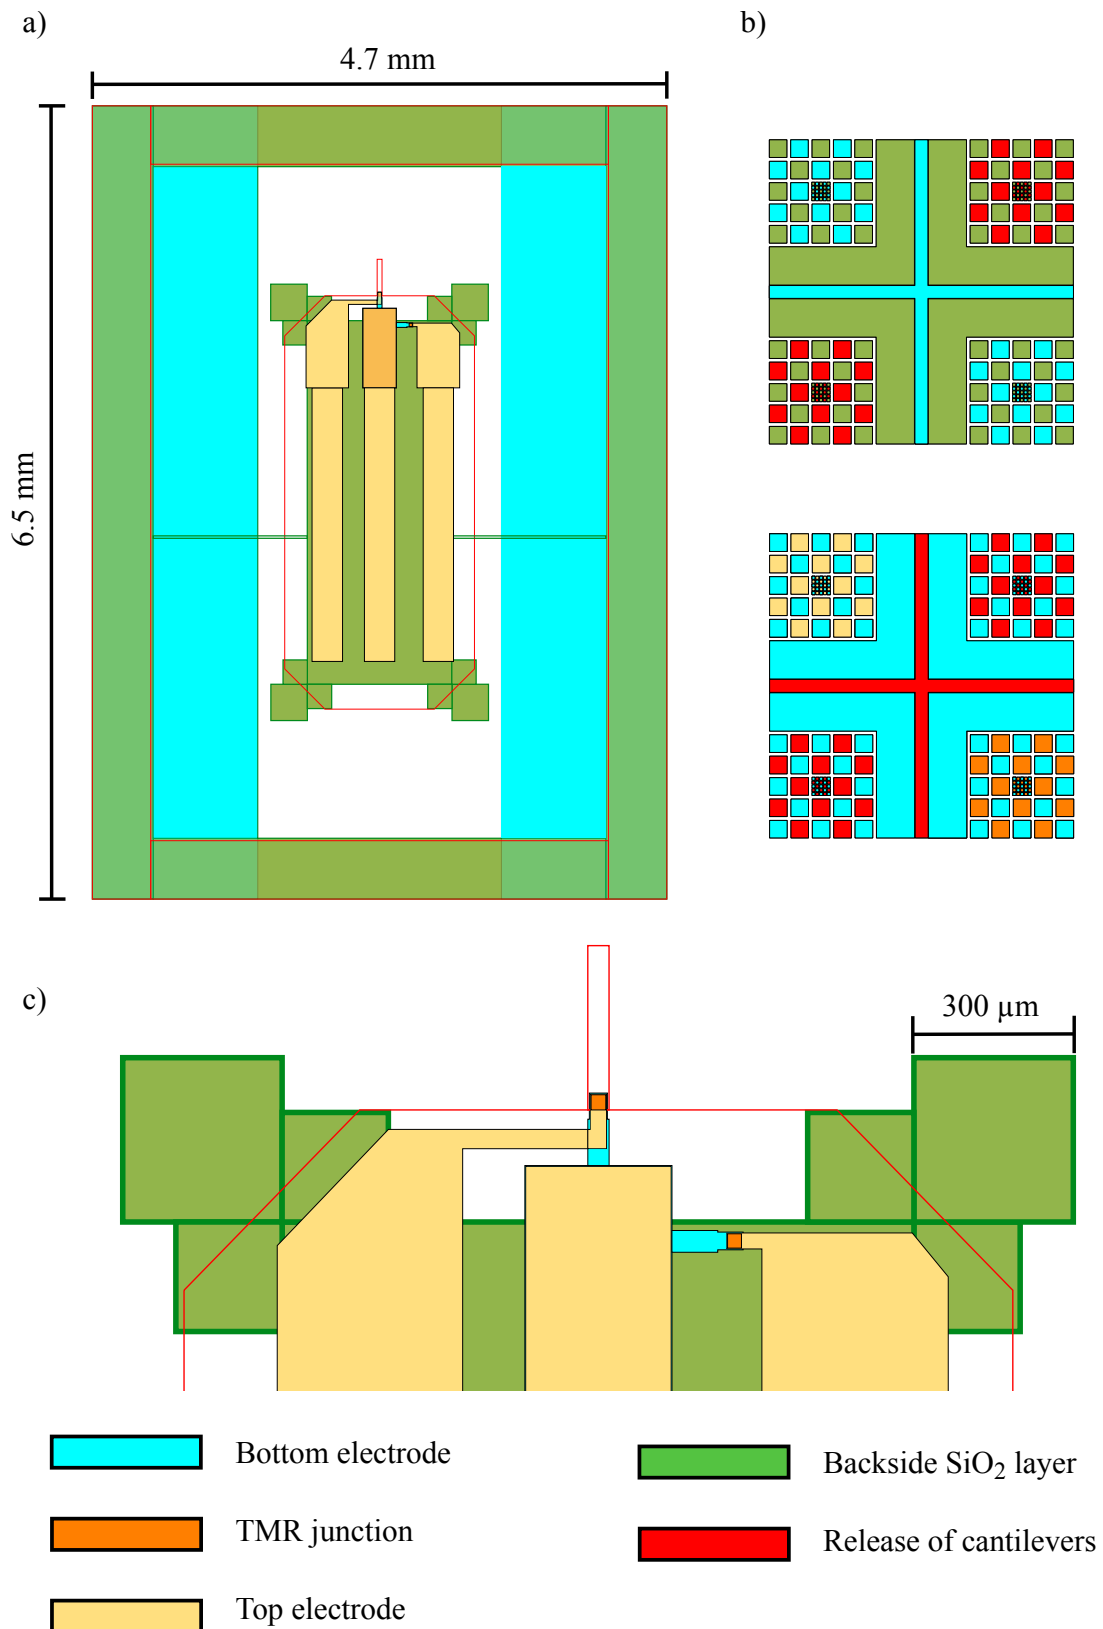 a)
4.7 mm
b)
6.5 mm
c)
300 µm
Bottom electrode
Backside SiO₂ layer
TMR junction
Release of cantilevers
Top electrode